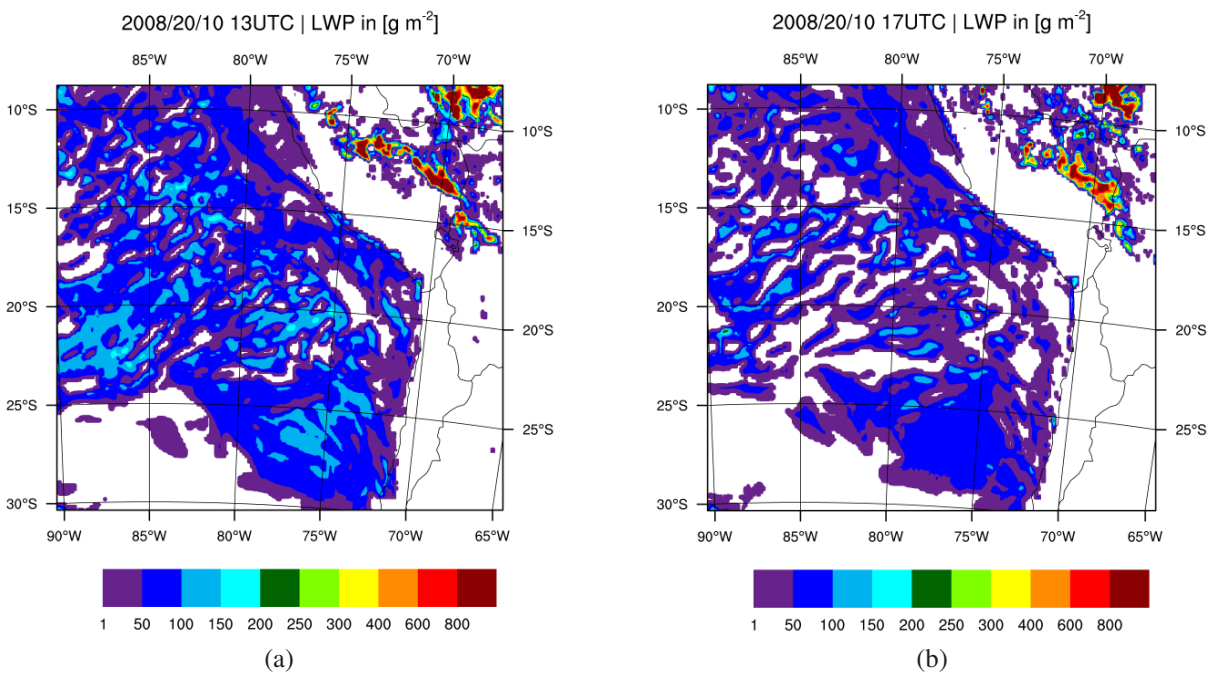 2008/20/10 13UTC | LWP in [g m⁻²]
85°W 80°W 75°W 70°W
10°S 10°S
15°S 15°S
20°S 20°S
25°S 25°S
30°S
90°W 85°W 80°W 75°W 70°W 65°W
1 50 100 150 200 250 300 400 600 800
(a)
2008/20/10 17UTC | LWP in [g m⁻²]
85°W 80°W 75°W 70°W
10°S 10°S
15°S 15°S
20°S 20°S
25°S 25°S
30°S
90°W 85°W 80°W 75°W 70°W 65°W
1 50 100 150 200 250 300 400 600 800
(b)